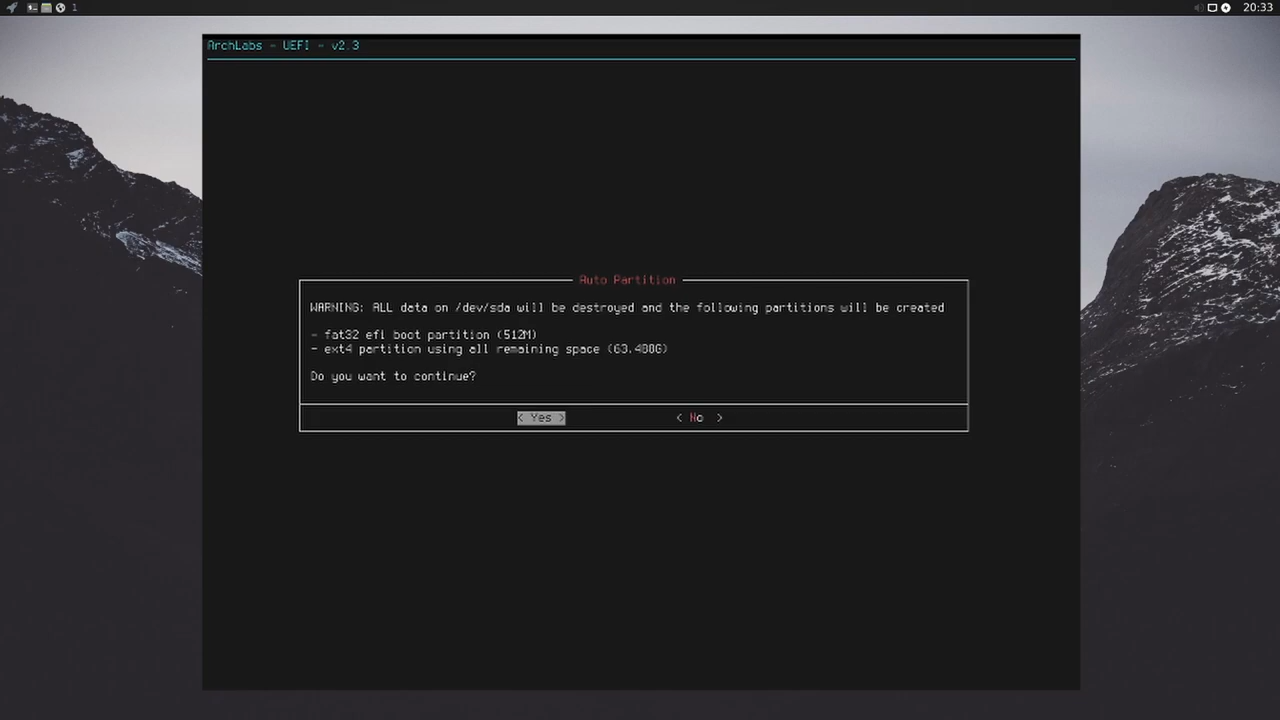 1
20:33
ArchLabs - UEFI - v2.3
Auto Partition
WARNING: ALL data on /dev/sda will be destroyed and the following partitions will be created
- fat32 efi boot partition (512M)
- ext4 partition using all remaining space (63.488G)
Do you want to continue?
< Yes > < No >